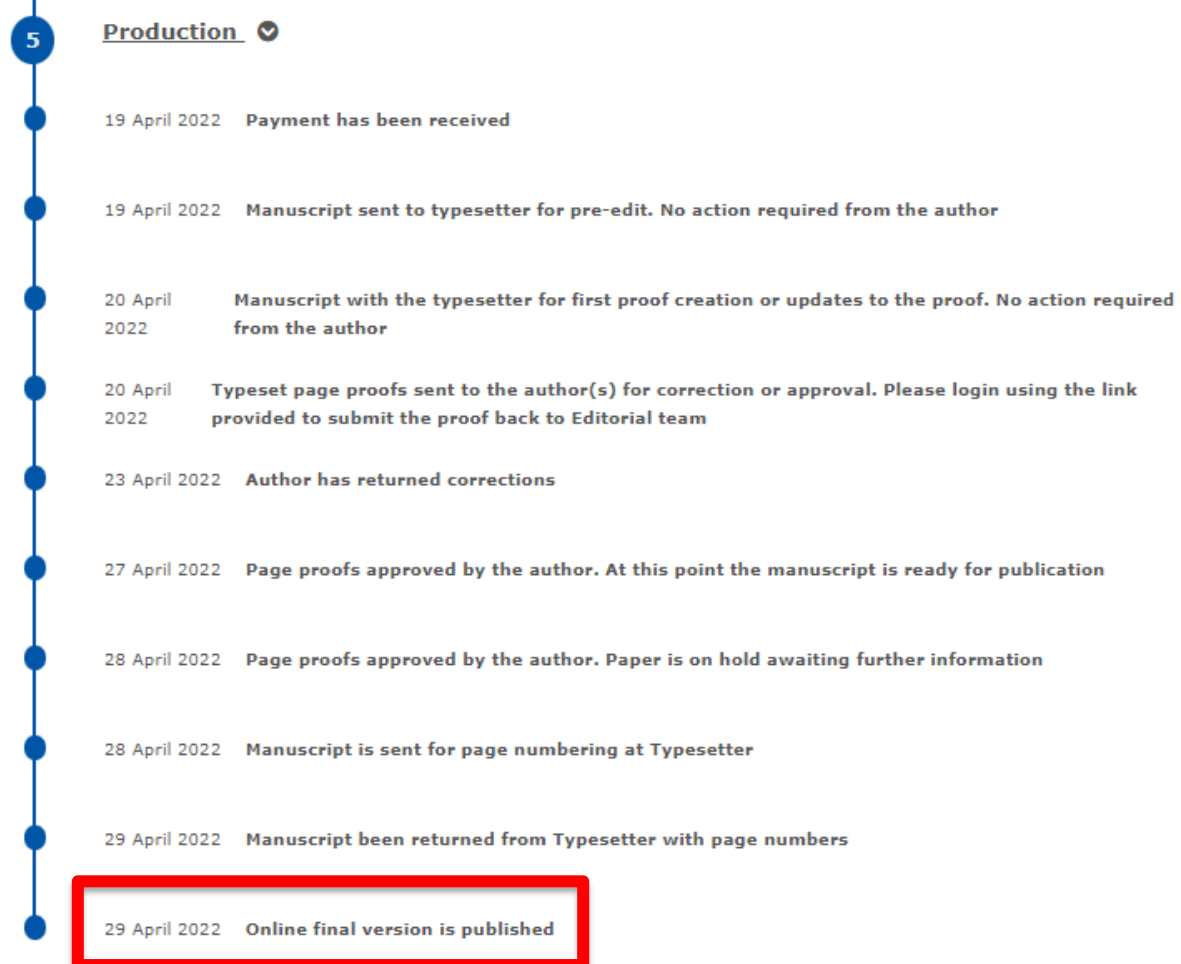 5 Production
19 April 2022 Payment has been received
19 April 2022 Manuscript sent to typesetter for pre-edit. No action required from the author
20 April Manuscript with the typesetter for first proof creation or updates to the proof. No action required
2022 from the author
20 April Typeset page proofs sent to the author(s) for correction or approval. Please login using the link
2022 provided to submit the proof back to Editorial team
23 April 2022 Author has returned corrections
27 April 2022 Page proofs approved by the author. At this point the manuscript is ready for publication
28 April 2022 Page proofs approved by the author. Paper is on hold awaiting further information
28 April 2022 Manuscript is sent for page numbering at Typesetter
29 April 2022 Manuscript been returned from Typesetter with page numbers
29 April 2022 Online final version is published